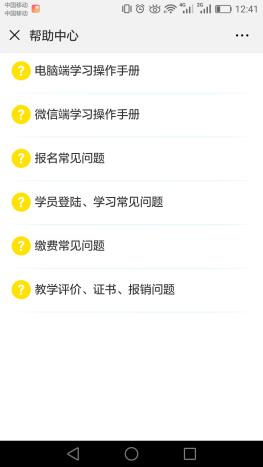 中国移动
中国移动
4G 2G 12:41
帮助中心
? 电脑端学习操作手册
? 微信端学习操作手册
? 报名常见问题
? 学员登陆、学习常见问题
? 缴费常见问题
? 教学评价、证书、报销问题